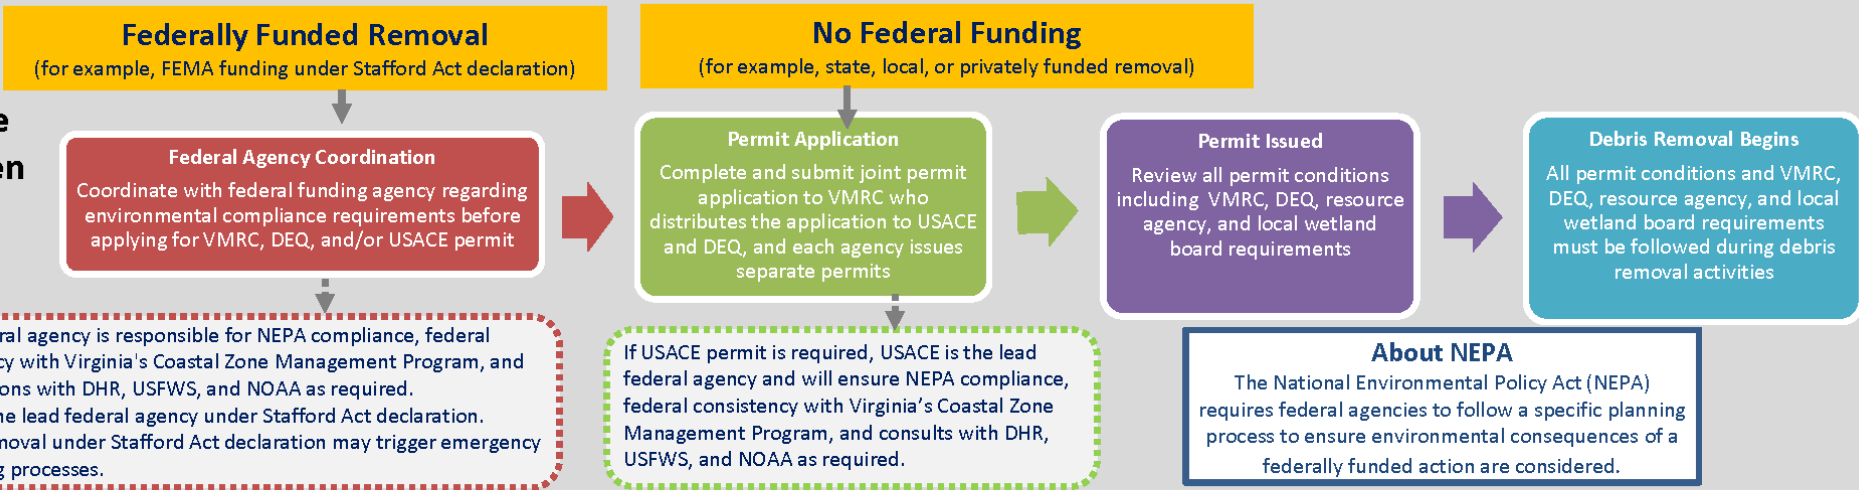 Federally Funded Removal
(for example, FEMA funding under Stafford Act declaration)
No Federal Funding
(for example, state, local, or privately funded removal)
Federal Agency Coordination
Coordinate with federal funding agency regarding
environmental compliance requirements before
applying for VMRC, DEQ, and/or USACE permit
Permit Application
Complete and submit joint permit
application to VMRC who
distributes the application to USACE
and DEQ, and each agency issues
separate permits
Permit Issued
Review all permit conditions
including VMRC, DEQ, resource
agency, and local wetland
board requirements
Debris Removal Begins
All permit conditions and VMRC,
DEQ, resource agency, and local
wetland board requirements
must be followed during debris
removal activities
agency is responsible for NEPA compliance, federal
with Virginia's Coastal Zone Management Program, and
with DHR, USFWS, and NOAA as required.
lead federal agency under Stafford Act declaration.
under Stafford Act declaration may trigger emergency
processes.
If USACE permit is required, USACE is the lead
federal agency and will ensure NEPA compliance,
federal consistency with Virginia’s Coastal Zone
Management Program, and consults with DHR,
USFWS, and NOAA as required.
About NEPA
The National Environmental Policy Act (NEPA)
requires federal agencies to follow a specific planning
process to ensure environmental consequences of a
federally funded action are considered.